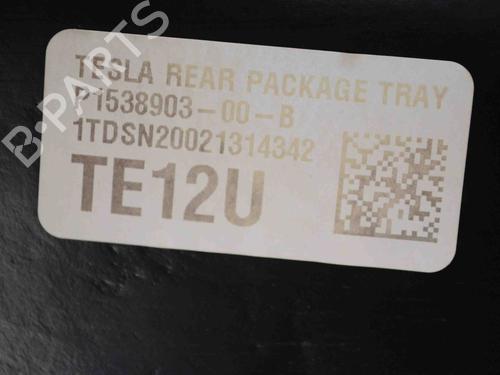 TESLA REAR PACKAGE TRAY
P1538903-00-B
1TDSN20021314342
TE12U
B-PARTS